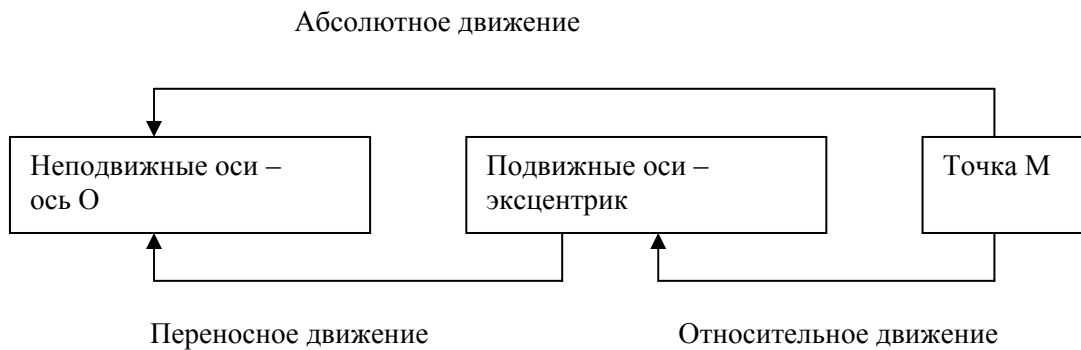 Абсолютное движение
Неподвижные оси –
ось О
Подвижные оси –
эксцентрик
Точка М
Переносное движение
Относительное движение